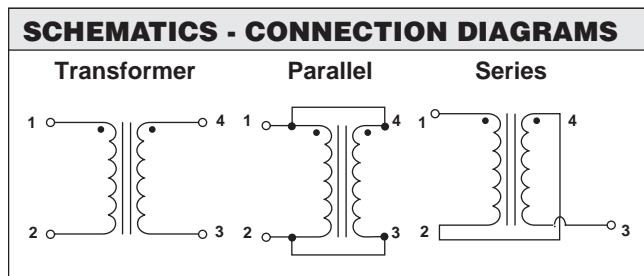 SCHEMATICS - CONNECTION DIAGRAMS
Transformer Parallel Series
1 4 1 4 1 4
2 3 2 3 2 3